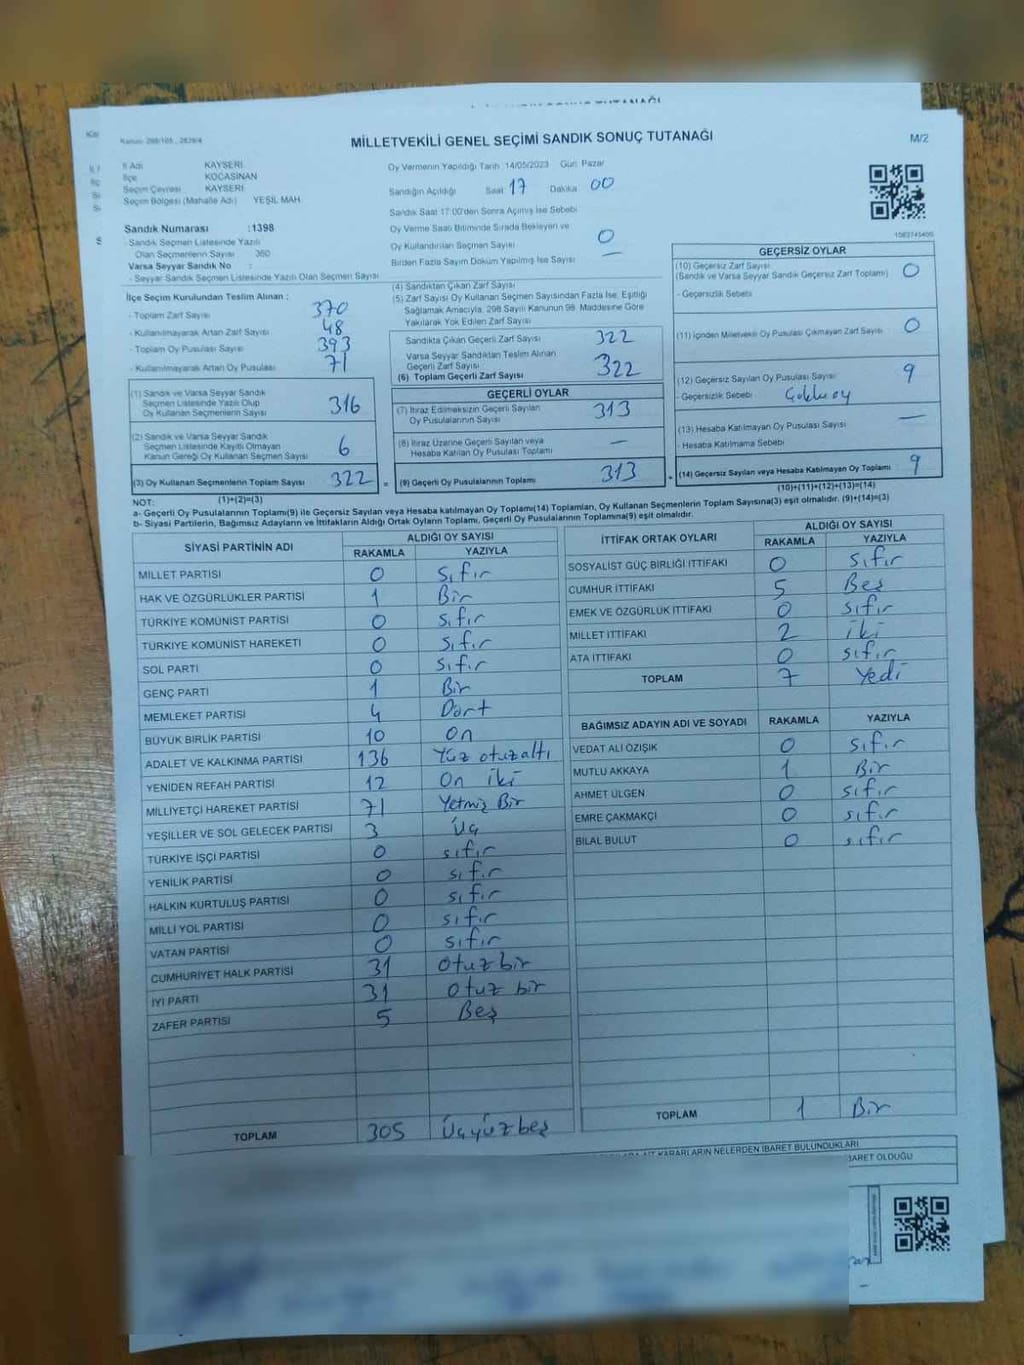 MİLLETVEKİLİ GENEL SEÇİMİ SANDIK SONUÇ TUTANAĞI
M/2
İl Adı KAYSERİ
İlçe KOCASİNAN
Seçim Çevresi KAYSERİ
Seçim Bölgesi (Mahalle Adı) YEŞİL MAH
Sandık Numarası :1398
- Sandık Seçmen Listesinde Yazılı
Olan Seçmenlerin Sayısı 360
Varsa Seyyar Sandık No :
- Seyyar Sandık Seçmen Listesinde Yazılı Olan Seçmen Sayısı
Oy Vermenin Yapıldığı Tarih 14/05/2023 Gün: Pazar
Sandığın Açıldığı Saat 17 Dakika 00
Sandık Saat 17:00'den Sonra Açılmış İse Sebebi
Oy Verme Saati Bitiminde Sırada Bekleyen ve
Oy Kullandırılan Seçmen Sayısı 0
Birden Fazla Sayım Döküm Yapılmış İse Sayısı —
İlçe Seçim Kurulundan Teslim Alınan :
- Toplam Zarf Sayısı 370
- Kullanılmayarak Artan Zarf Sayısı 48
- Toplam Oy Pusulası Sayısı 393
- Kullanılmayarak Artan Oy Pusulası 71
(1) Sandık ve Varsa Seyyar Sandık
Seçmen Listesinde Yazılı Olup
Oy Kullanan Seçmenlerin Sayısı 316
(2) Sandık ve Varsa Seyyar Sandık
Seçmen Listesinde Kayıtlı Olmayan
Kanun Gereği Oy Kullanan Seçmen Sayısı 6
(3) Oy Kullanan Seçmenlerin Toplam Sayısı 322
(4) Sandıktan Çıkan Zarf Sayısı
(5) Zarf Sayısı Oy Kullanan Seçmen Sayısından Fazla İse, Eşitliği
Sağlamak Amacıyla, 298 Sayılı Kanunun 98. Maddesine Göre
Yakılarak Yok Edilen Zarf Sayısı
Sandıkta Çıkan Geçerli Zarf Sayısı 322
Varsa Seyyar Sandıktan Teslim Alınan
Geçerli Zarf Sayısı
(6) Toplam Geçerli Zarf Sayısı 322
GEÇERLİ OYLAR
(7) İtiraz Edilmeksizin Geçerli Sayılan
Oy Pusulalarının Sayısı 313
(8) İtiraz Üzerine Geçerli Sayılan veya
Hesaba Katılan Oy Pusulası Toplamı —
(9) Geçerli Oy Pusulalarının Toplamı 313
GEÇERSİZ OYLAR
(10) Geçersiz Zarf Sayısı
(Sandık ve Varsa Seyyar Sandık Geçersiz Zarf Toplamı) 0
- Geçersizlik Sebebi
(11) İçinden Milletvekili Oy Pusulası Çıkmayan Zarf Sayısı 0
(12) Geçersiz Sayılan Oy Pusulası Sayısı 9
- Geçersizlik Sebebi
(13) Hesaba Katılmayan Oy Pusulası Sayısı —
- Hesaba Katılmama Sebebi
(14) Geçersiz Sayılan veya Hesaba Katılmayan Oy Toplamı 9
NOT: (1)+(2)=(3)
(10)+(11)+(12)+(13)=(14)
a- Geçerli Oy Pusulalarının Toplamı(9) ile Geçersiz Sayılan veya Hesaba katılmayan Oy Toplamı(14) Toplamları, Oy Kullanan Seçmenlerin Toplam Sayısına(3) eşit olmalıdır. (9)+(14)=(3)
b- Siyasi Partilerin, Bağımsız Adayların ve İttifakların Aldığı Ortak Oyların Toplamı, Geçerli Oy Pusulalarının Toplamına(9) eşit olmalıdır.
SİYASİ PARTİNİN ADI ALDIĞI OY SAYISI
RAKAMLA YAZIYLA
MİLLET PARTİSİ 0 Sıfır
HAK VE ÖZGÜRLÜKLER PARTİSİ 1 Bir
TÜRKİYE KOMÜNİST PARTİSİ 0 Sıfır
TÜRKİYE KOMÜNİST HAREKETİ 0 Sıfır
SOL PARTİ 0 Sıfır
GENÇ PARTİ 1 Bir
MEMLEKET PARTİSİ 4 Dört
BÜYÜK BİRLİK PARTİSİ 10 On
ADALET VE KALKINMA PARTİSİ 136 Yüz otuzaltı
YENİDEN REFAH PARTİSİ 12 On iki
MİLLİYETÇİ HAREKET PARTİSİ 71 Yetmiş Bir
YEŞİLLER VE SOL GELECEK PARTİSİ 3 Üç
TÜRKİYE İŞÇİ PARTİSİ 0 sıfır
YENİLİK PARTİSİ 0 sıfır
HALKIN KURTULUŞ PARTİSİ 0 sıfır
MİLLİ YOL PARTİSİ 0 sıfır
VATAN PARTİSİ 0 sıfır
CUMHURİYET HALK PARTİSİ 31 Otuz bir
İYİ PARTİ 31 Otuz bir
ZAFER PARTİSİ 5 Beş
TOPLAM 305 Üçyüzbeş
İTTİFAK ORTAK OYLARI ALDIĞI OY SAYISI
RAKAMLA YAZIYLA
SOSYALİST GÜÇ BİRLİĞİ İTTİFAKI 0 Sıfır
CUMHUR İTTİFAKI 5 Beş
EMEK VE ÖZGÜRLÜK İTTİFAKI 0 sıfır
MİLLET İTTİFAKI 2 iki
ATA İTTİFAKI 0 sıfır
TOPLAM 7 Yedi
BAĞIMSIZ ADAYIN ADI VE SOYADI RAKAMLA YAZIYLA
VEDAT ALİ ÖZIŞIK 0 sıfır
MUTLU AKKAYA 1 Bir
AHMET ÜLGEN 0 sıfır
EMRE ÇAKMAKÇI 0 sıfır
BİLAL BULUT 0 sıfır
TOPLAM 1 Bir
KARARLARIN NELERDEN İBARET BULUNDUKLARI
İBARET OLDUĞU